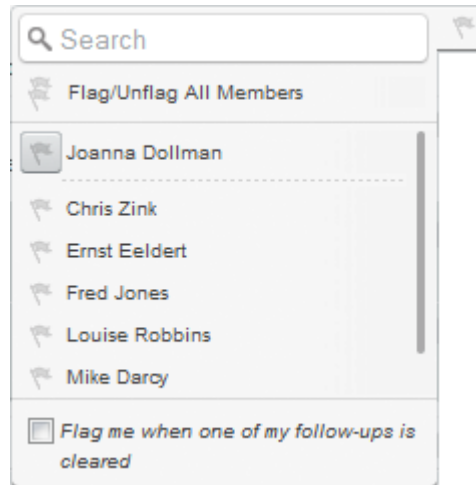 Search
Flag/Unflag All Members
Joanna Dollman
Chris Zink
Ernst Eeldert
Fred Jones
Louise Robbins
Mike Darcy
Flag me when one of my follow-ups is
cleared